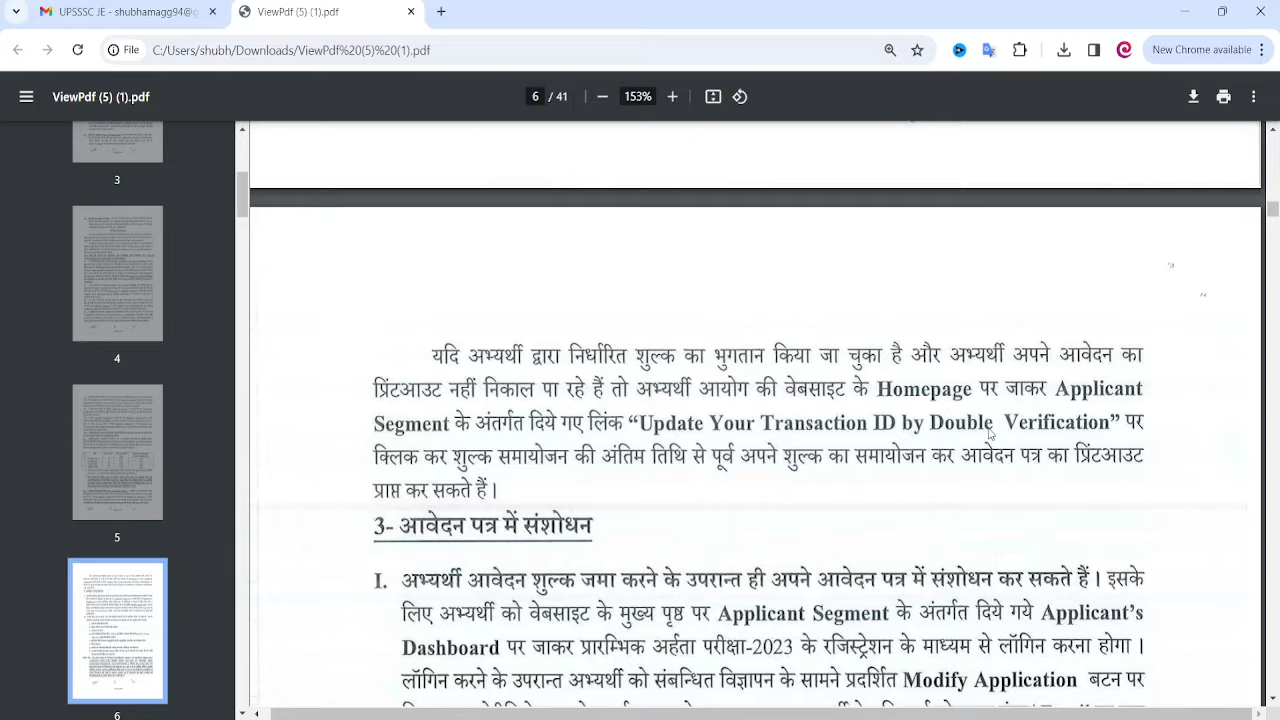 UPSSSC JE - shubhamagg94@g
ViewPdf (5) (1).pdf
File
C:/Users/shubh/Downloads/ViewPdf%20(5)%20(1).pdf
New Chrome available
ViewPdf (5) (1).pdf
6 / 41
153%
3
4
5
6
यदि अभ्यर्थी द्वारा निर्धारित शुल्क का भुगतान किया जा चुका है और अभ्यर्थी अपने आवेदन का
प्रिंटआउट नहीं निकाल पा रहे हैं तो अभ्यर्थी आयोग की वेबसाइट के Homepage पर जाकर Applicant
Segment के अंतर्गत दिये गए लिंक “Update Your Transaction ID by Double Verification” पर
क्लिक कर शुल्क समायोजन की अंतिम तिथि से पूर्व अपने शुल्क का समायोजन कर आवेदन पत्र का प्रिंटआउट
प्राप्त कर सकते हैं।
3- आवेदन पत्र में संशोधन
I. अभ्यर्थी आवेदन शुल्क जमा करने के उपरान्त ही अपने आवेदन पत्र में संशोधन कर सकते हैं। इसके
लिए अभ्यर्थी को वेबसाइट के मुख्य पृष्ठ पर Applicant Segment के अंतर्गत दिये गये Applicant’s
Dashboard पर जाकर प्रारम्भिक अर्हता परीक्षा-2023 के राजस्ट्रेशन के माध्यम से लॉगिन करना होगा।
लॉगिन करने के उपरान्त अभ्यर्थी को संबन्धित विज्ञापन के सामने प्रदर्शित Modify Application बटन पर